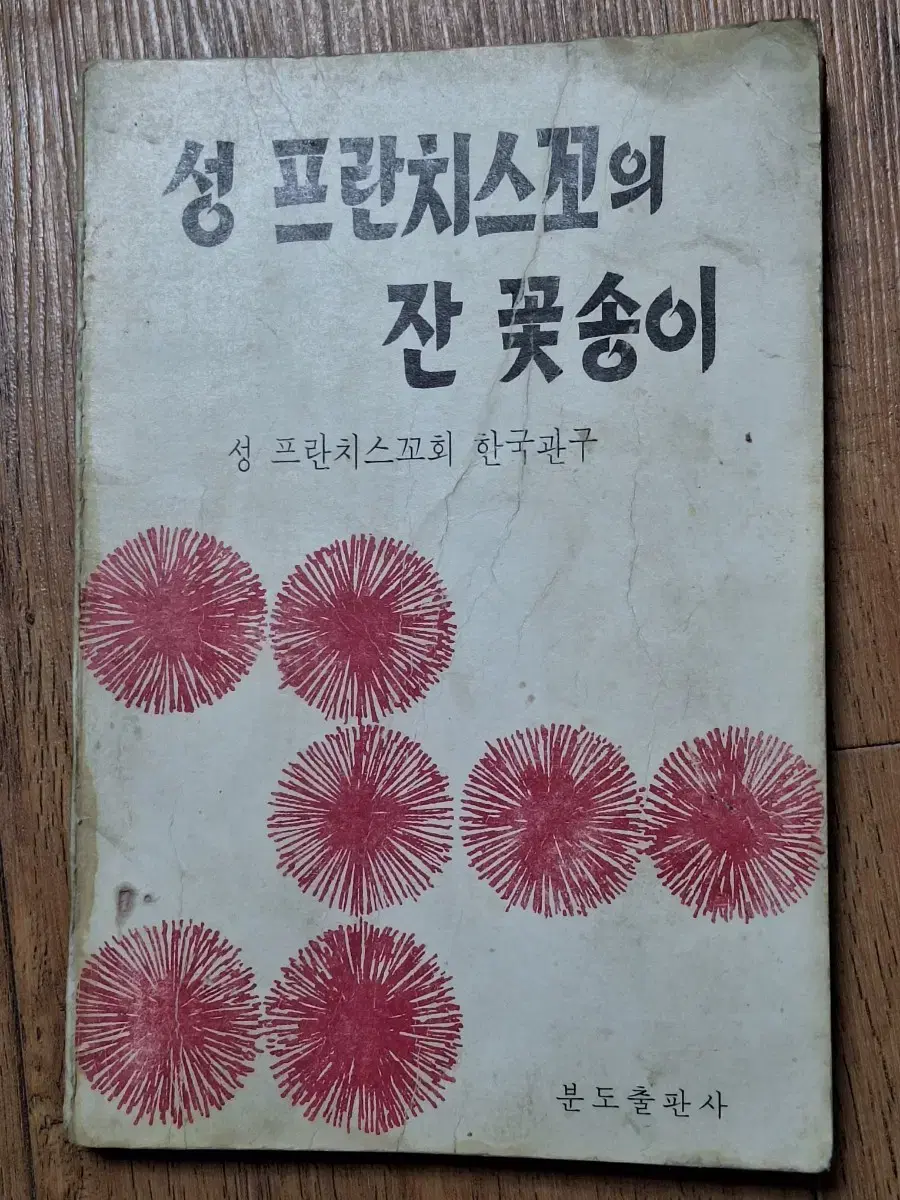 성 프란치스꼬의
잔 꽃송이
성 프란치스꼬회 한국관구
분도출판사